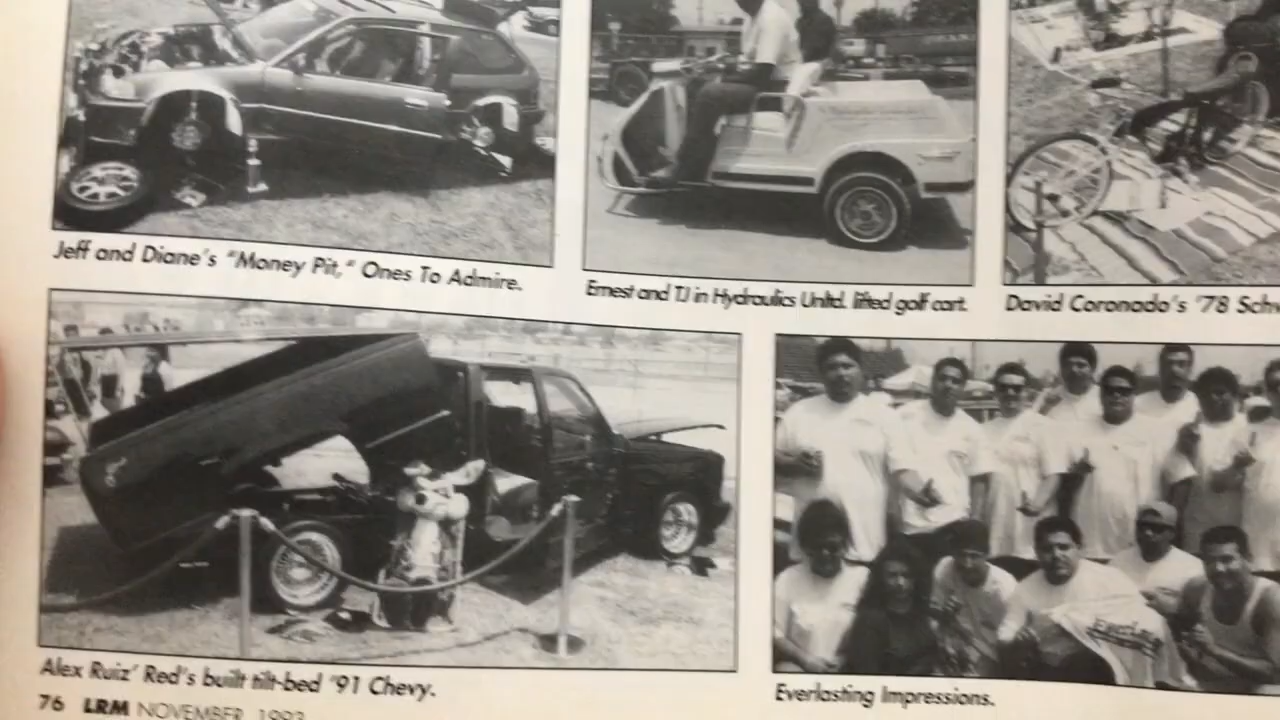 Jeff and Diane's "Money Pit," Ones To Admire.
Ernest and TJ in Hydraulics Unltd. lifted golf cart.
David Coronado's '78
Alex Ruiz' Red's built tilt-bed '91 Chevy.
Everlasting Impressions.
76 LRM NOVEMBER 1993